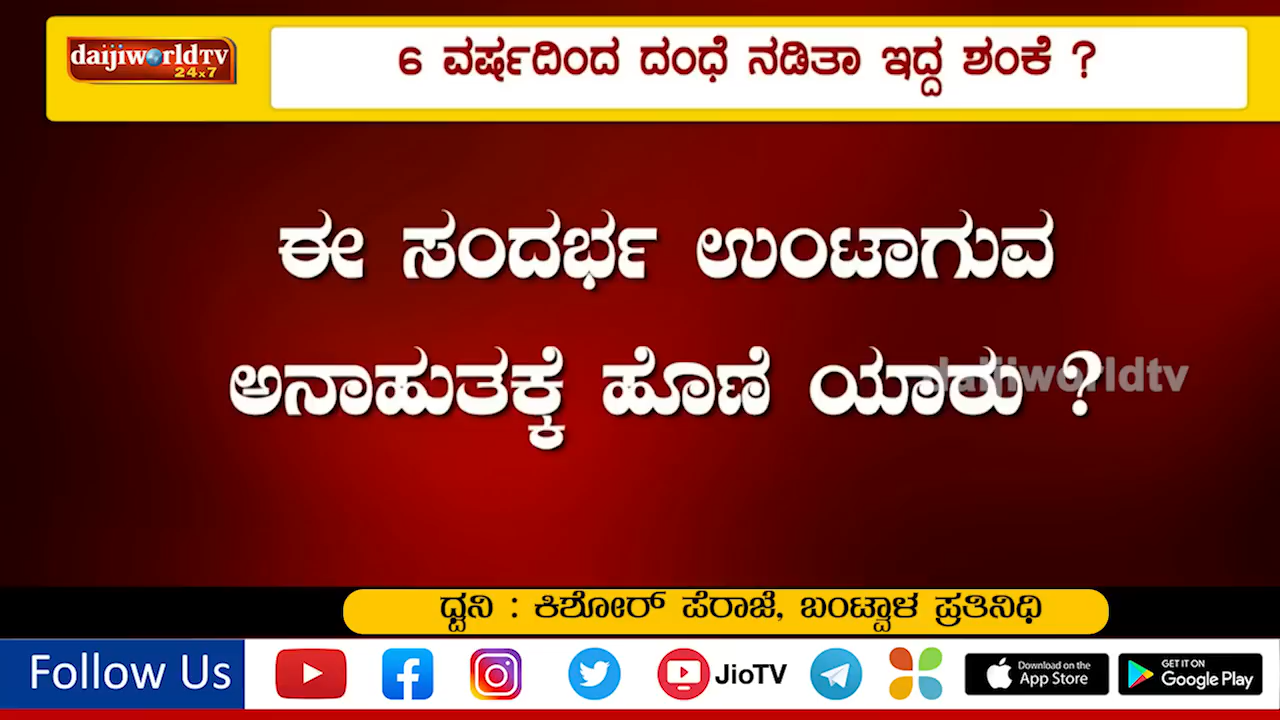 daijiworldTV
24x7
6 ವರ್ಷದಿಂದ ದಂಧೆ ನಡಿತಾ ಇದ್ದ ಶಂಕೆ ?
ಈ ಸಂದರ್ಭ ಉಂಟಾಗುವ
ಅನಾಹುತಕ್ಕೆ ಹೊಣೆ ಯಾರು ?
daijiworldtv
ಧ್ವನಿ : ಕಿಶೋರ್ ಪೆರಾಜೆ, ಬಂಟ್ವಾಳ ಪ್ರತಿನಿಧಿ
Follow Us
JioTV
Download on the
App Store
GET IT ON
Google Play